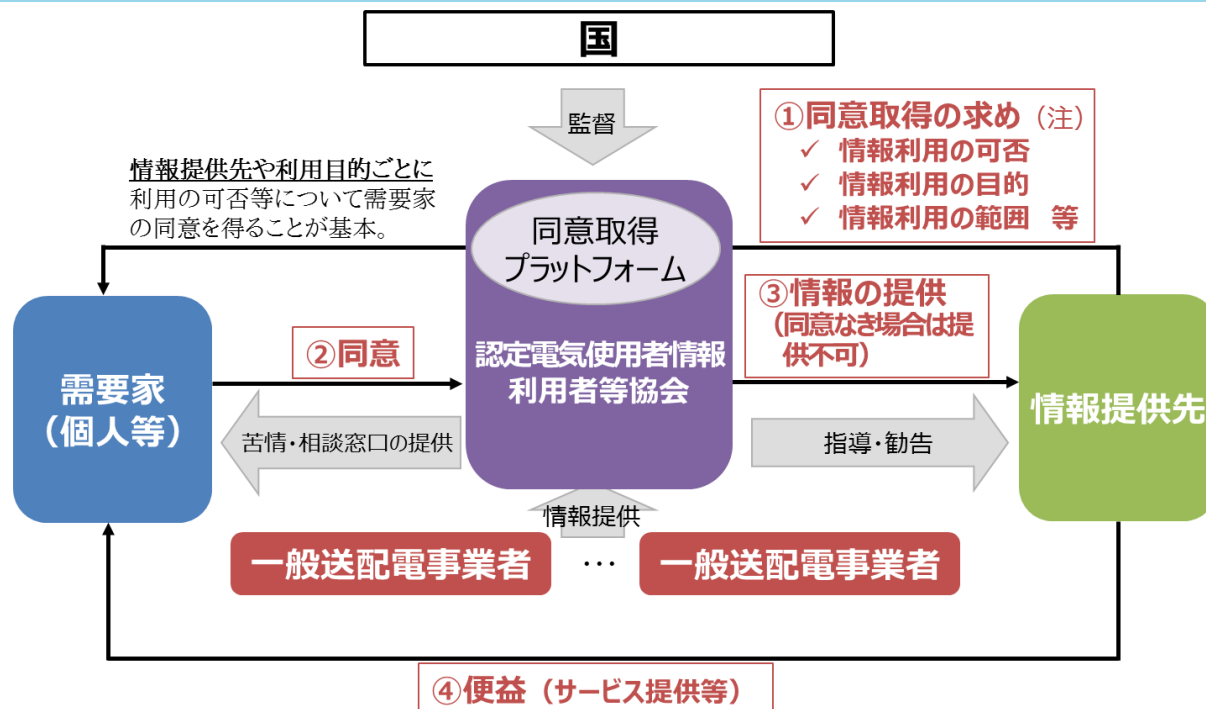 国
監督
①同意取得の求め（注）
✓ 情報利用の可否
✓ 情報利用の目的
✓ 情報利用の範囲 等
情報提供先や利用目的ごとに
利用の可否等について需要家
の同意を得ることが基本。
同意取得
プラットフォーム
③情報の提供
（同意なき場合は提
供不可）
②同意
認定電気使用者情報
利用者等協会
需要家
（個人等）
情報提供先
苦情・相談窓口の提供
指導・勧告
情報提供
一般送配電事業者
…
一般送配電事業者
④便益（サービス提供等）